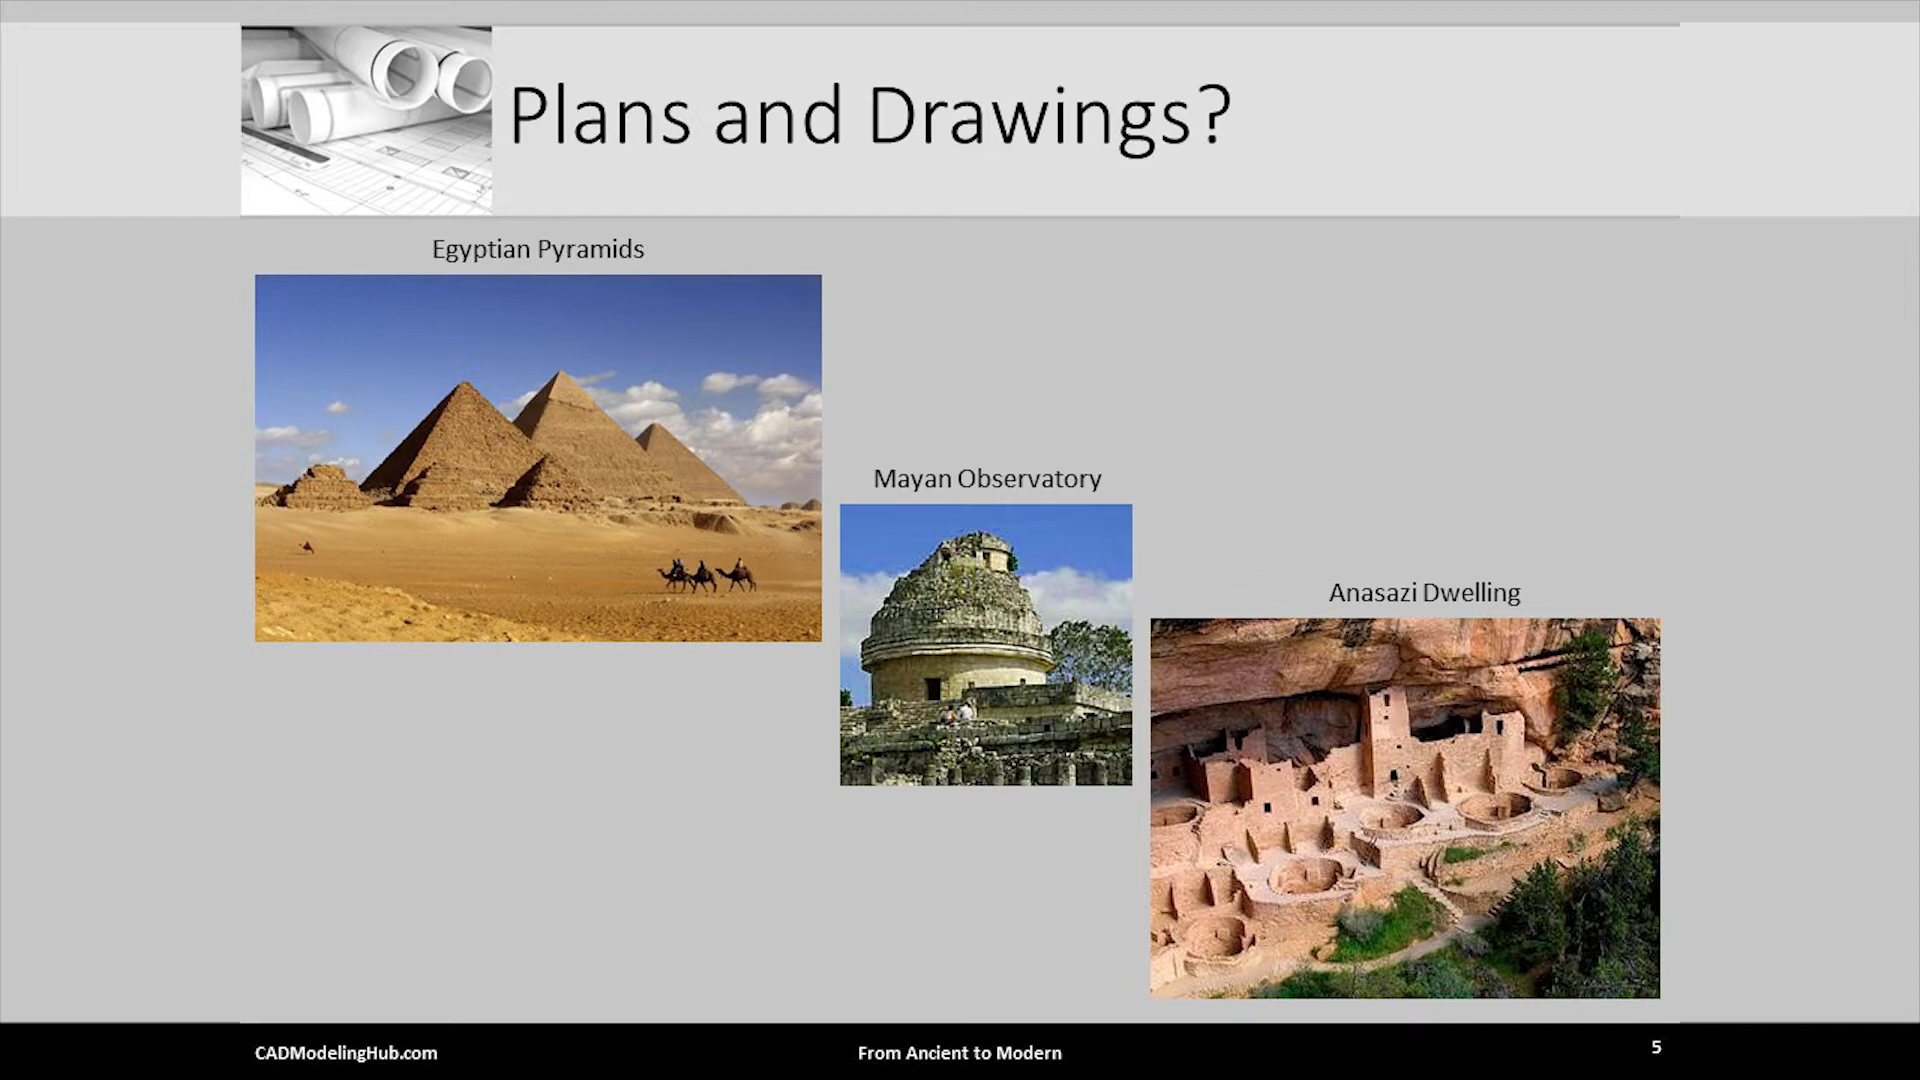 Plans and Drawings?
Egyptian Pyramids
Mayan Observatory
Anasazi Dwelling
CADModelingHub.com
From Ancient to Modern
5